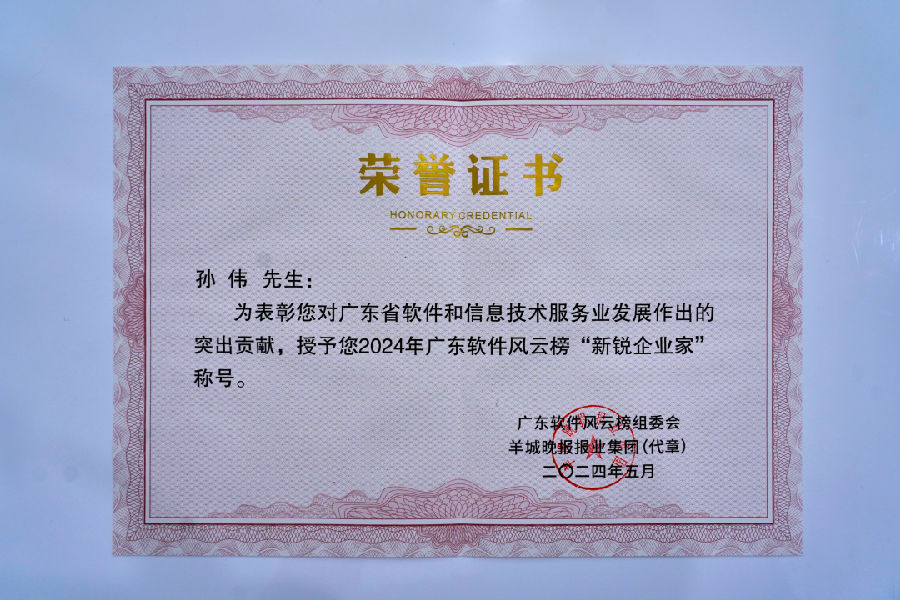 荣誉证书
HONORARY CREDENTIAL
孙 伟 先生：
为表彰您对广东省软件和信息技术服务业发展作出的
突出贡献，授予您2024年广东软件风云榜“新锐企业家”
称号。
广东软件风云榜组委会
羊城晚报报业集团(代章)
二〇二四年五月